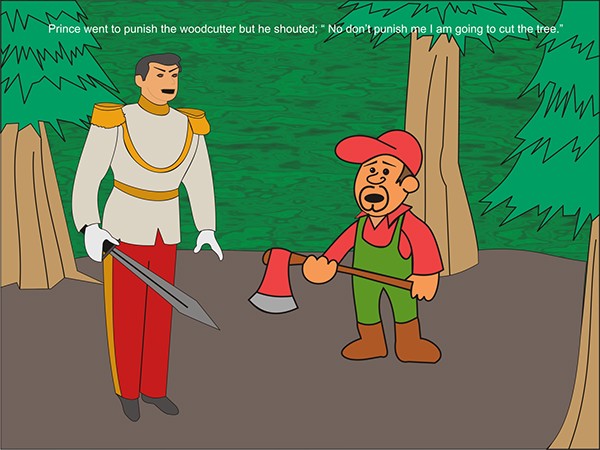 Prince went to punish the woodcutter but he shouted; “ No don’t punish me I am going to cut the tree.”